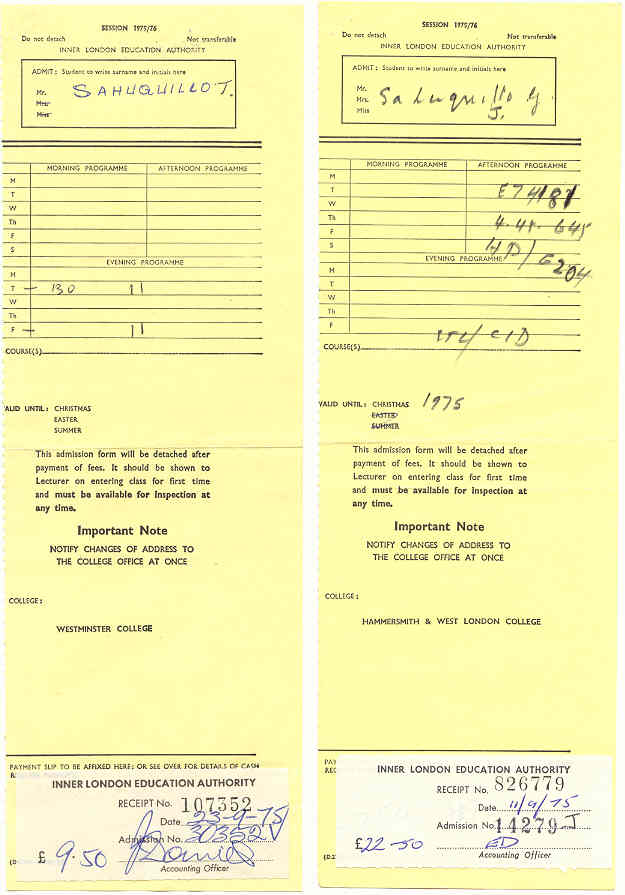 SESSION 1975/76
Do not detach Not transferable
INNER LONDON EDUCATION AUTHORITY
ADMIT: Student to write surname and initials here
Mr.
Mrs.
Miss
SAHUQUILLO J.
MORNING PROGRAMME AFTERNOON PROGRAMME
M
T
W
Th
F
S
EVENING PROGRAMME
M
T 130
W
Th
F
COURSE(S)
VALID UNTIL: CHRISTMAS
EASTER
SUMMER
This admission form will be detached after
payment of fees. It should be shown to
Lecturer on entering class for first time
and must be available for Inspection at
any time.
Important Note
NOTIFY CHANGES OF ADDRESS TO
THE COLLEGE OFFICE AT ONCE
COLLEGE:
WESTMINSTER COLLEGE
PAYMENT SLIP TO BE AFFIXED HERE: OR SEE OVER FOR DETAILS OF CASH
INNER LONDON EDUCATION AUTHORITY
RECEIPT No. 107352
Date 23-9-75
Admission No. 30352
£ 9.50
Accounting Officer
SESSION 1975/76
Do not detach Not transferable
INNER LONDON EDUCATION AUTHORITY
ADMIT: Student to write surname and initials here
Mr.
Mrs.
Miss
Sahuquillo
J.
MORNING PROGRAMME AFTERNOON PROGRAMME
M
T
W
Th
F
S
EVENING PROGRAMME
M
T
W
Th
F
COURSE(S)
VALID UNTIL: CHRISTMAS 1975
EASTER
SUMMER
This admission form will be detached after
payment of fees. It should be shown to
Lecturer on entering class for first time
and must be available for Inspection at
any time.
Important Note
NOTIFY CHANGES OF ADDRESS TO
THE COLLEGE OFFICE AT ONCE
COLLEGE:
HAMMERSMITH & WEST LONDON COLLEGE
INNER LONDON EDUCATION AUTHORITY
RECEIPT No. 826779
Date 11/9/75
Admission No. 14279 J
£22-50 ED
Accounting Officer